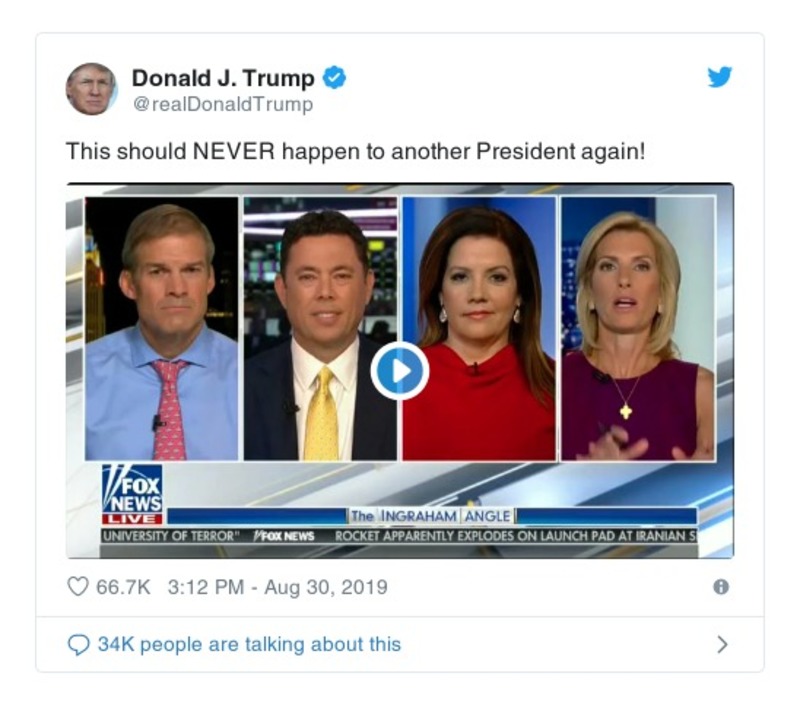 Donald J. Trump
@realDonaldTrump
This should NEVER happen to another President again!
FOX
NEWS
LIVE
The INGRAHAM ANGLE
UNIVERSITY OF TERROR" FOX NEWS ROCKET APPARENTLY EXPLODES ON LAUNCH PAD AT IRANIAN S
66.7K 3:12 PM - Aug 30, 2019
34K people are talking about this